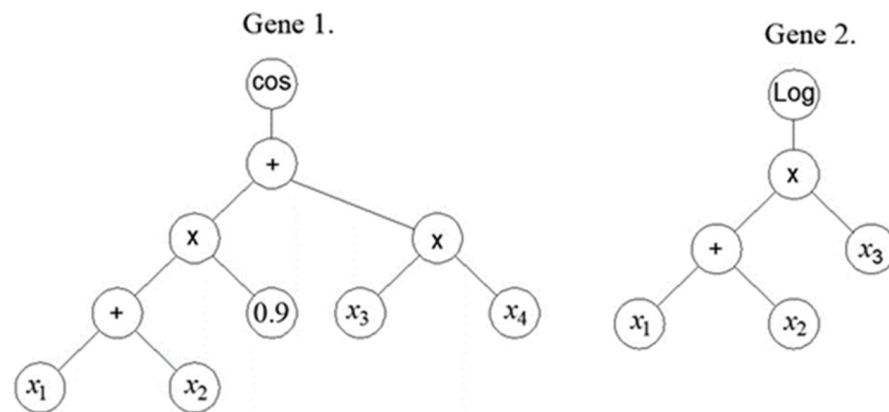 Gene 1.
Gene 2.
cos
Log
+
x
x
x
+
x3
+
0.9
x3
x4
x1
x2
x1
x2